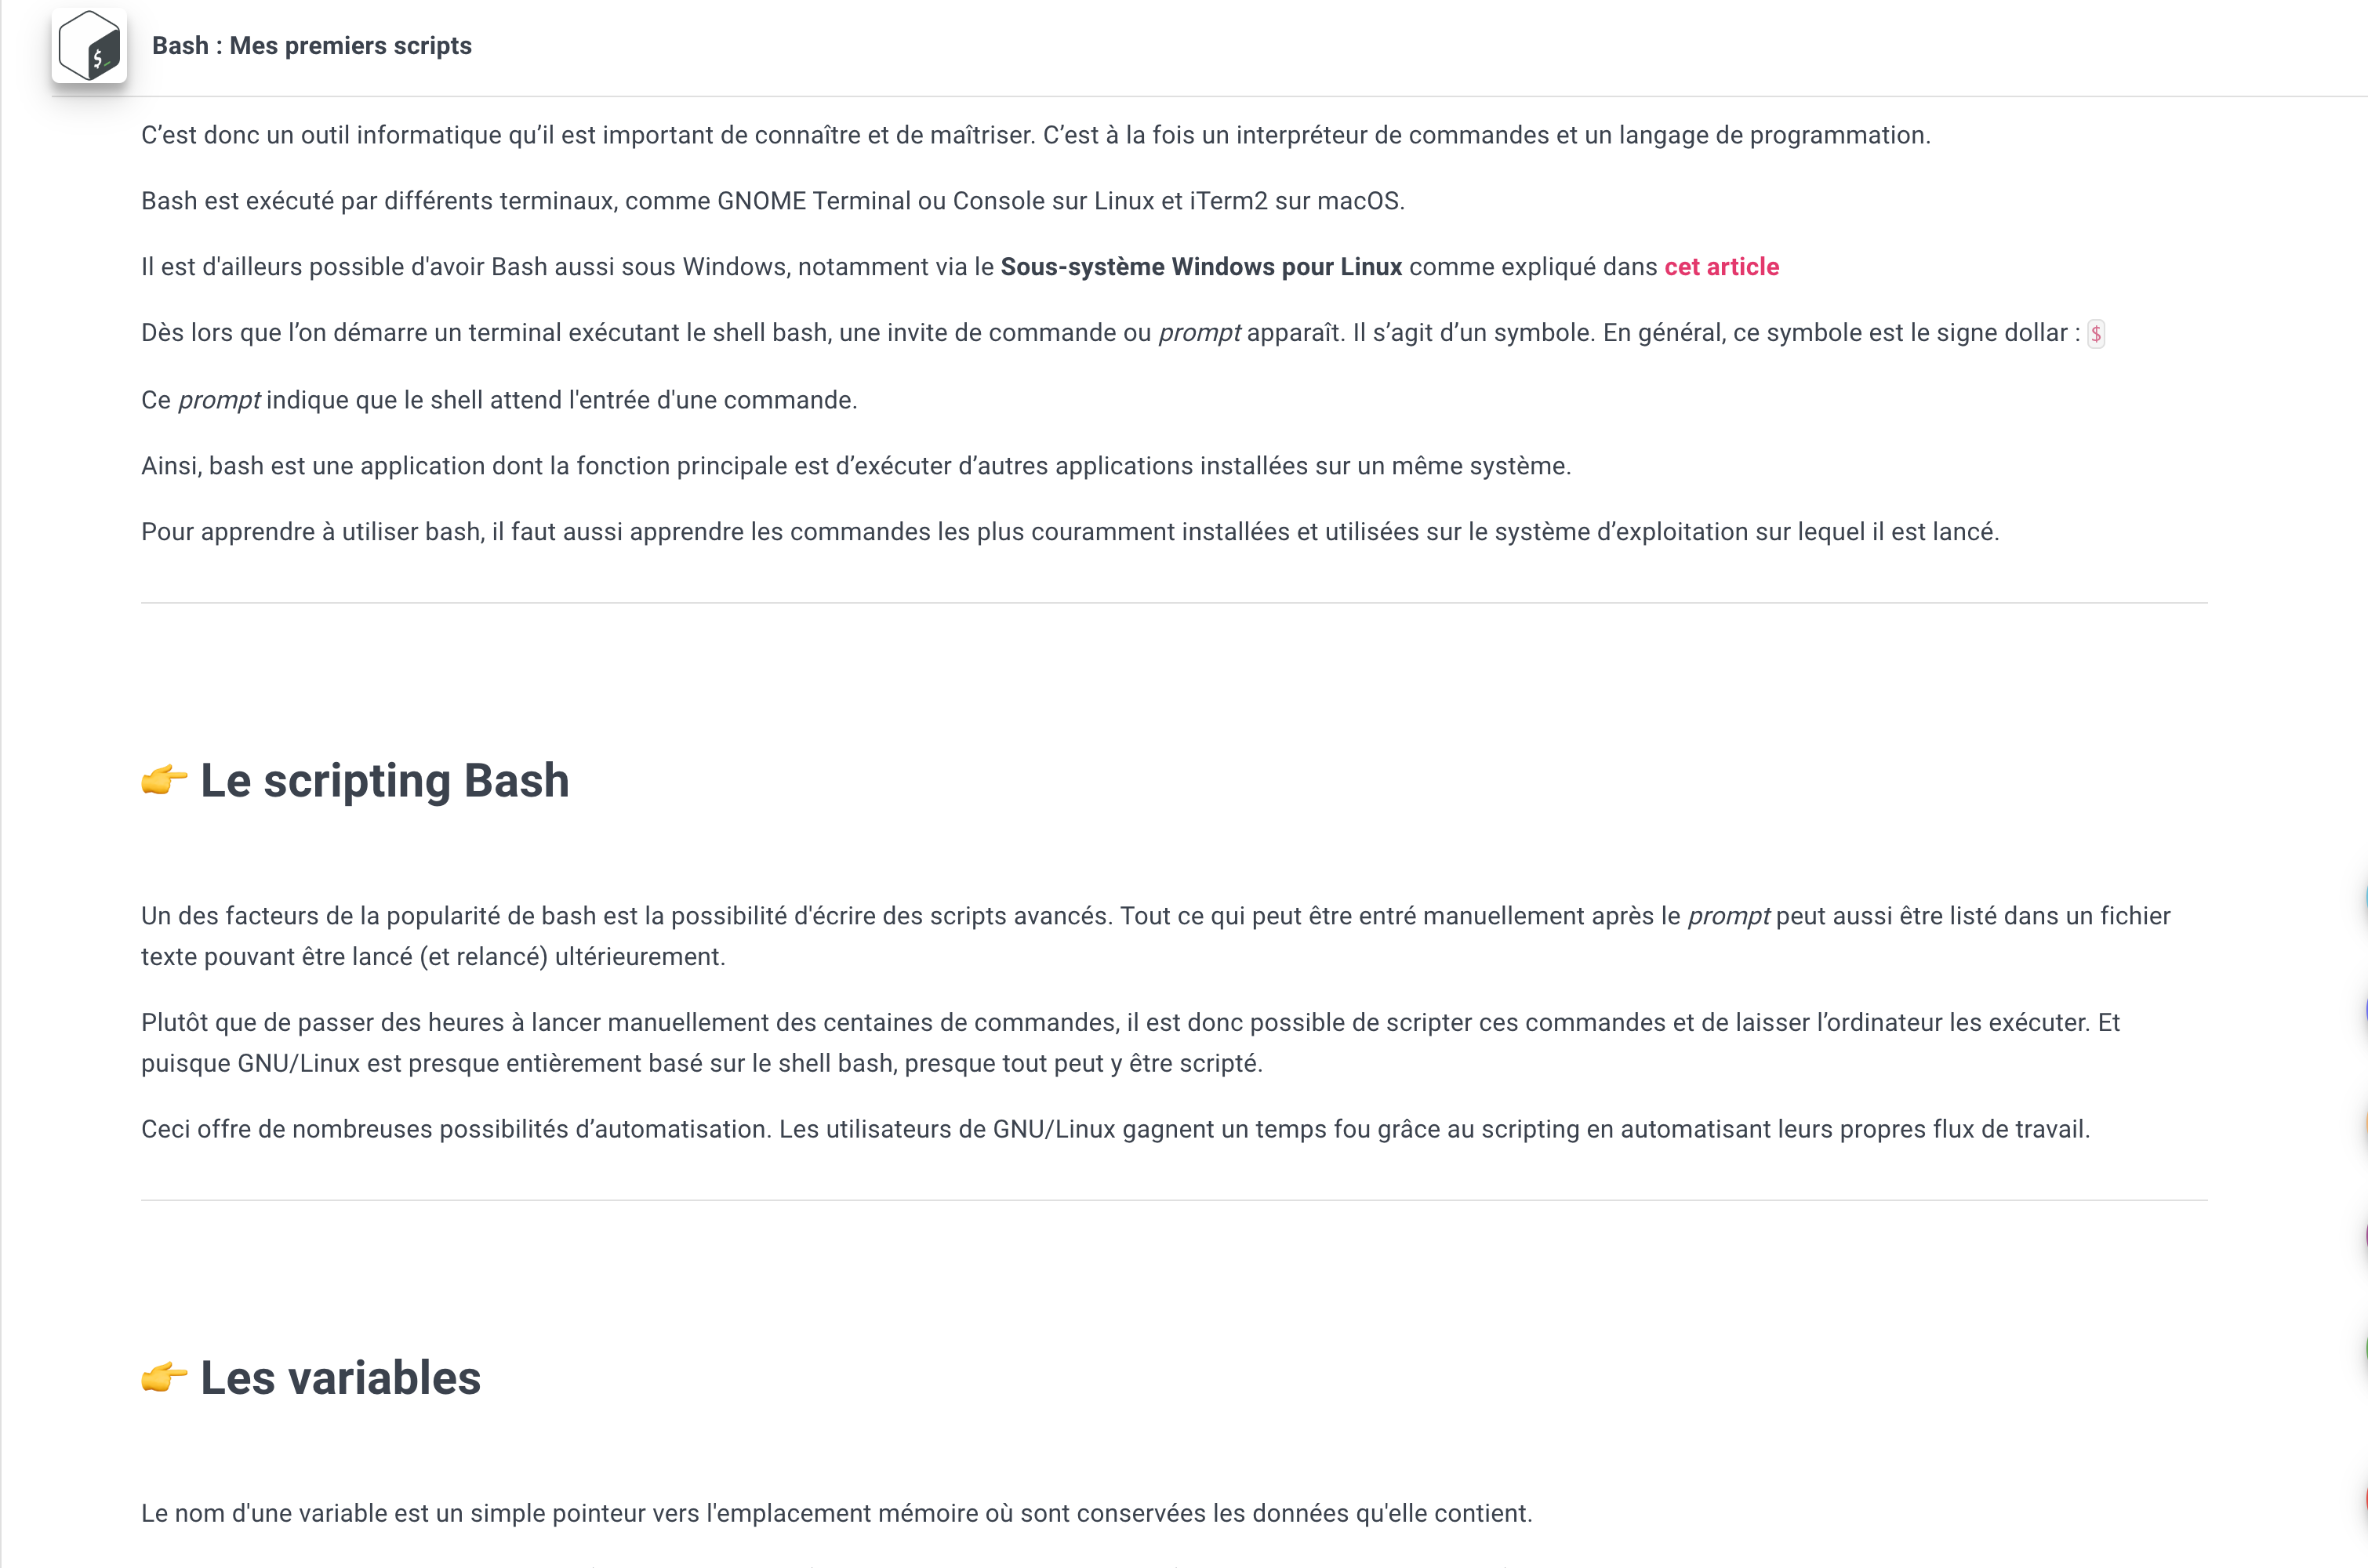 $_
Bash : Mes premiers scripts
C’est donc un outil informatique qu’il est important de connaître et de maîtriser. C’est à la fois un interpréteur de commandes et un langage de programmation.
Bash est exécuté par différents terminaux, comme GNOME Terminal ou Console sur Linux et iTerm2 sur macOS.
Il est d'ailleurs possible d'avoir Bash aussi sous Windows, notamment via le Sous-système Windows pour Linux comme expliqué dans cet article
Dès lors que l’on démarre un terminal exécutant le shell bash, une invite de commande ou prompt apparaît. Il s’agit d’un symbole. En général, ce symbole est le signe dollar : $
Ce prompt indique que le shell attend l'entrée d'une commande.
Ainsi, bash est une application dont la fonction principale est d’exécuter d’autres applications installées sur un même système.
Pour apprendre à utiliser bash, il faut aussi apprendre les commandes les plus couramment installées et utilisées sur le système d’exploitation sur lequel il est lancé.
👉 Le scripting Bash
Un des facteurs de la popularité de bash est la possibilité d'écrire des scripts avancés. Tout ce qui peut être entré manuellement après le prompt peut aussi être listé dans un fichier
texte pouvant être lancé (et relancé) ultérieurement.
Plutôt que de passer des heures à lancer manuellement des centaines de commandes, il est donc possible de scripter ces commandes et de laisser l’ordinateur les exécuter. Et
puisque GNU/Linux est presque entièrement basé sur le shell bash, presque tout peut y être scripté.
Ceci offre de nombreuses possibilités d’automatisation. Les utilisateurs de GNU/Linux gagnent un temps fou grâce au scripting en automatisant leurs propres flux de travail.
👉 Les variables
Le nom d'une variable est un simple pointeur vers l'emplacement mémoire où sont conservées les données qu'elle contient.